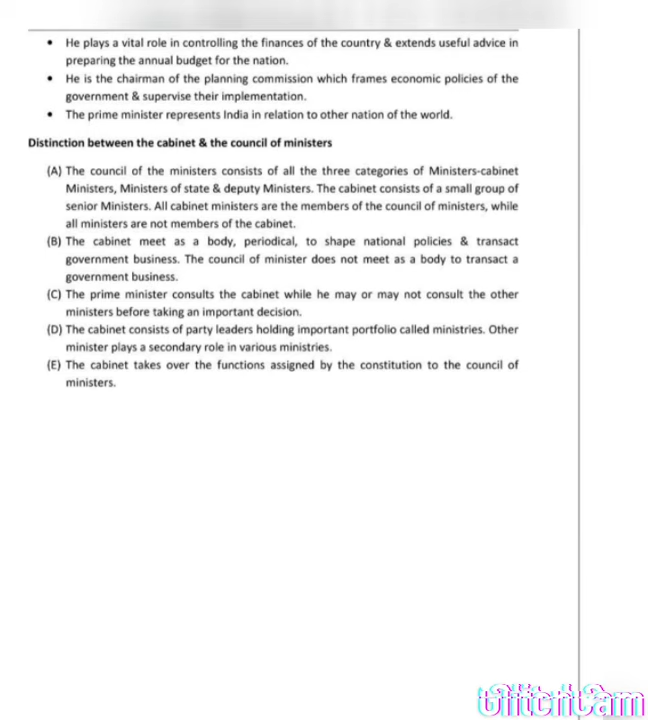 • He plays a vital role in controlling the finances of the country & extends useful advice in
preparing the annual budget for the nation.
• He is the chairman of the planning commission which frames economic policies of the
government & supervise their implementation.
• The prime minister represents India in relation to other nation of the world.
Distinction between the cabinet & the council of ministers
(A) The council of the ministers consists of all the three categories of Ministers-cabinet
Ministers, Ministers of state & deputy Ministers. The cabinet consists of a small group of
senior Ministers. All cabinet ministers are the members of the council of ministers, while
all ministers are not members of the cabinet.
(B) The cabinet meet as a body, periodical, to shape national policies & transact
government business. The council of minister does not meet as a body to transact a
government business.
(C) The prime minister consults the cabinet while he may or may not consult the other
ministers before taking an important decision.
(D) The cabinet consists of party leaders holding important portfolio called ministries. Other
minister plays a secondary role in various ministries.
(E) The cabinet takes over the functions assigned by the constitution to the council of
ministers.
GlitchCam